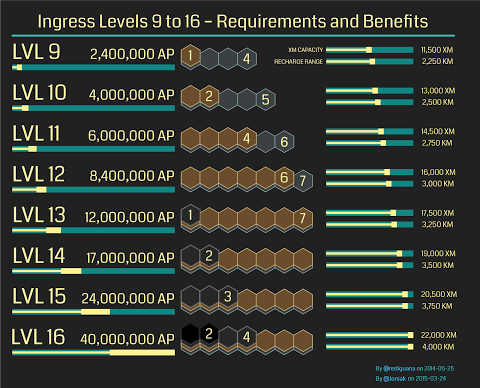 Ingress Levels 9 to 16 – Requirements and Benefits
LVL 9 2,400,000 AP 1 4 XM CAPACITY 11,500 XM
RECHARGE RANGE 2,250 KM
LVL 10 4,000,000 AP 2 5 13,000 XM
2,500 KM
LVL 11 6,000,000 AP 4 6 14,500 XM
2,750 KM
LVL 12 8,400,000 AP 6 7 16,000 XM
3,000 KM
LVL 13 12,000,000 AP 1 7 17,500 XM
3,250 KM
LVL 14 17,000,000 AP 2 19,000 XM
3,500 KM
LVL 15 24,000,000 AP 3 20,500 XM
3,750 KM
LVL 16 40,000,000 AP 2 4 22,000 XM
4,000 KM
By @rediguana on 2014-05-25
By @loniak on 2015-03-24